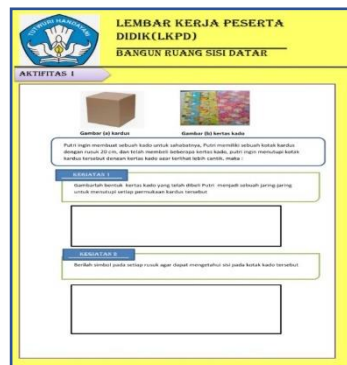 TUT WURI HANDAYANI
LEMBAR KERJA PESERTA
DIDIK(LKPD)
BANGUN RUANG SISI DATAR
AKTIFITAS 1
Gambar (a) kardus
Gambar (b) kertas kado
Putri ingin membuat sebuah kado untuk sahabatnya, Putri memiliki sebuah kotak kardus
dengan rusuk 20 cm, dan telah membeli beberapa kertas kado, putri ingin menutupi kotak
kardus tersebut dengan kertas kado agar terlihat lebih cantik, maka :
KEGIATAN 1
Gambarlah bentuk kertas kado yang telah dibeli Putri menjadi sebuah jaring jaring
untuk menutupi setiap permukaan kardus tersebut
KEGIATAN
Berilah simbol pada setiap rusuk agar dapat mengetahui sisi pada kotak kado tersebut